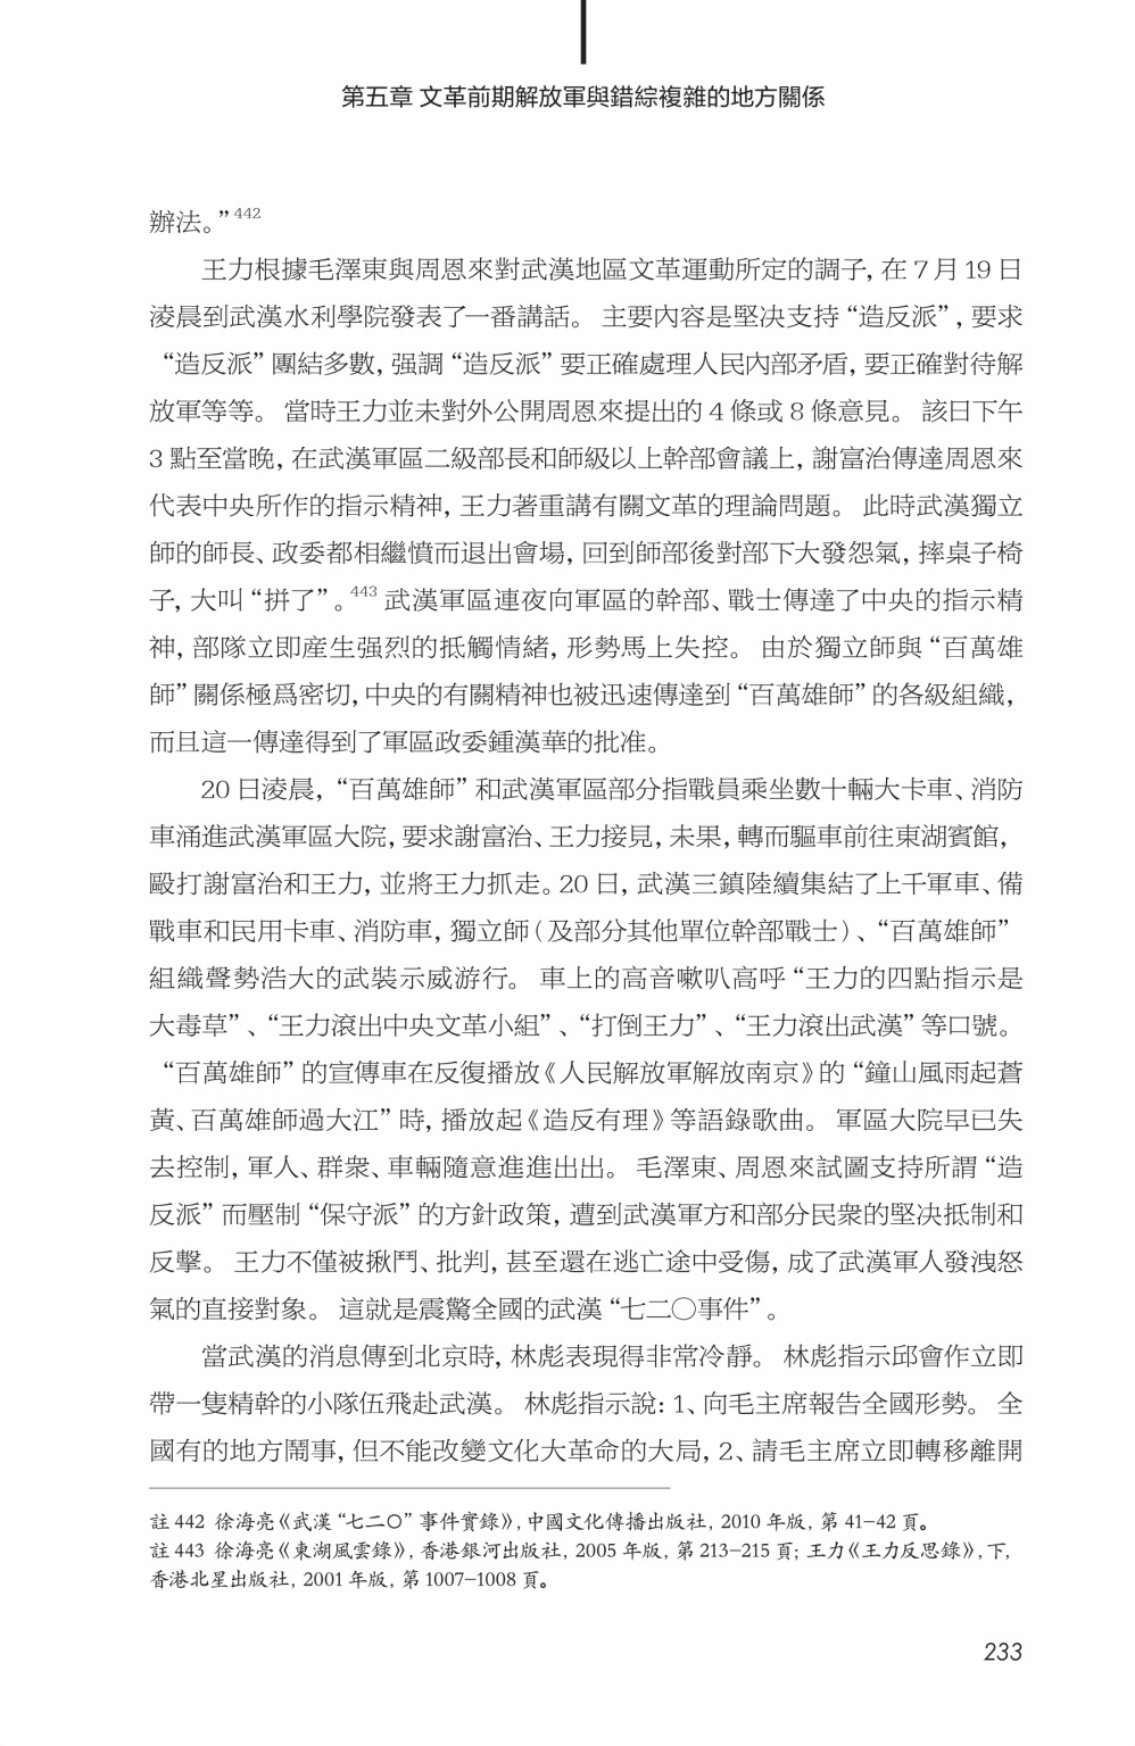 第五章 文革前期解放軍與錯綜複雜的地方關係
辦法。”442
王力根據毛澤東與周恩來對武漢地區文革運動所定的調子, 在 7 月 19 日
淩晨到武漢水利學院發表了一番講話。 主要內容是堅決支持 “造反派” , 要求
“造反派” 團結多數, 强調 “造反派” 要正確處理人民內部矛盾, 要正確對待解
放軍等等。 當時王力並未對外公開周恩來提出的 4 條或 8 條意見。 該日下午
3 點至當晚, 在武漢軍區二級部長和師級以上幹部會議上, 謝富治傳達周恩來
代表中央所作的指示精神, 王力著重講有關文革的理論問題。 此時武漢獨立
師的師長、政委都相繼憤而退出會場, 回到師部後對部下大發怨氣, 摔桌子椅
子, 大叫 “拼了” 。443 武漢軍區連夜向軍區的幹部、戰士傳達了中央的指示精
神, 部隊立即産生强烈的抵觸情緒, 形勢馬上失控。 由於獨立師與 “百萬雄
師” 關係極爲密切, 中央的有關精神也被迅速傳達到 “百萬雄師” 的各級組織,
而且這一傳達得到了軍區政委鍾漢華的批准。
20 日淩晨, “百萬雄師” 和武漢軍區部分指戰員乘坐數十輛大卡車、消防
車涌進武漢軍區大院, 要求謝富治、王力接見, 未果, 轉而驅車前往東湖賓館,
毆打謝富治和王力, 並將王力抓走。20 日, 武漢三鎮陸續集結了上千軍車、備
戰車和民用卡車、消防車, 獨立師 ( 及部分其他單位幹部戰士) 、“百萬雄師”
組織聲勢浩大的武裝示威游行。 車上的高音嗽叭高呼 “王力的四點指示是
大毒草” 、“王力滾出中央文革小組” 、“打倒王力” 、“王力滾出武漢” 等口號。
“百萬雄師” 的宣傳車在反復播放《人民解放軍解放南京》的 “鐘山風雨起蒼
黃、百萬雄師過大江” 時, 播放起《造反有理》等語錄歌曲。 軍區大院早已失
去控制, 軍人、群衆、車輛隨意進進出出。 毛澤東、周恩來試圖支持所謂 “造
反派” 而壓制 “保守派” 的方針政策, 遭到武漢軍方和部分民衆的堅決抵制和
反擊。 王力不僅被揪鬥、批判, 甚至還在逃亡途中受傷, 成了武漢軍人發洩怒
氣的直接對象。 這就是震驚全國的武漢 “七二〇事件” 。
當武漢的消息傳到北京時, 林彪表現得非常冷靜。 林彪指示邱會作立即
帶一隻精幹的小隊伍飛赴武漢。 林彪指示說: 1、向毛主席報告全國形勢。 全
國有的地方鬧事, 但不能改變文化大革命的大局, 2、請毛主席立即轉移離開
註 442 徐海亮《武漢 “七二〇” 事件實錄》, 中國文化傳播出版社, 2010 年版, 第 41–42 頁。
註 443 徐海亮《東湖風雲錄》, 香港銀河出版社, 2005 年版, 第 213–215 頁; 王力《王力反思錄》, 下,
香港北星出版社, 2001 年版, 第 1007–1008 頁。
233